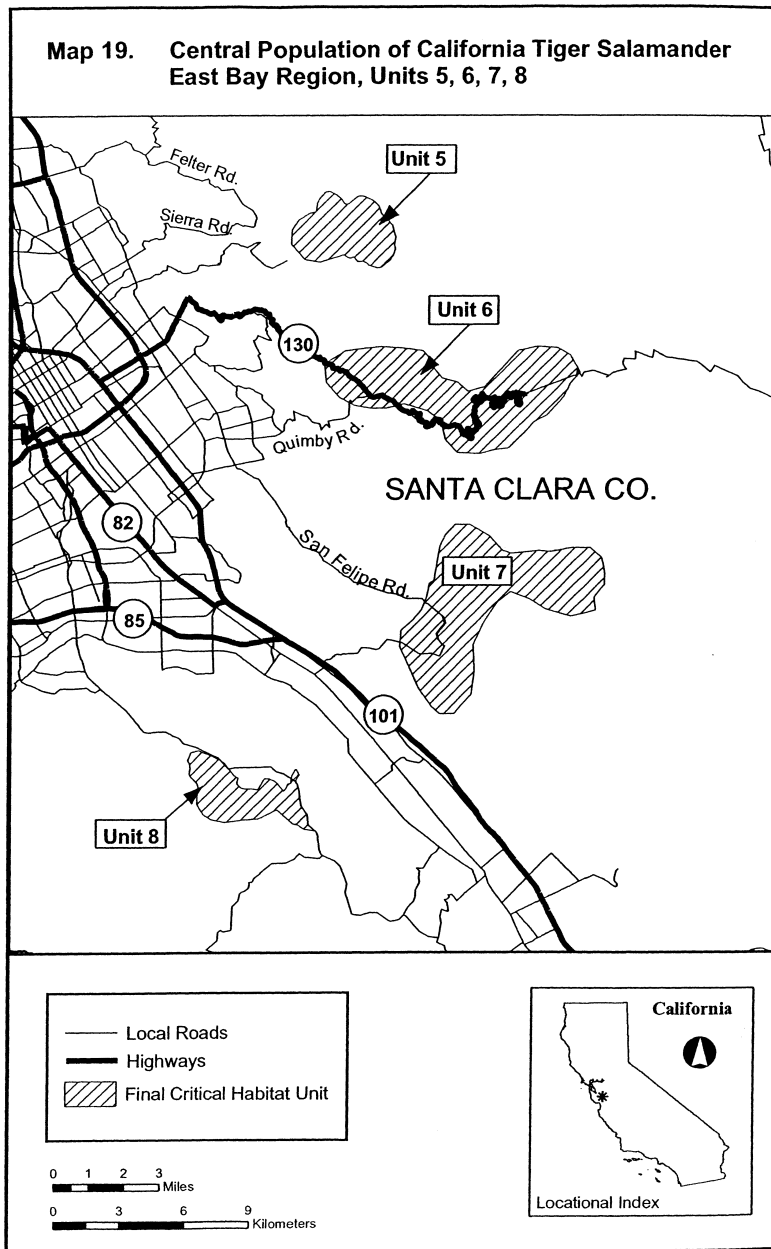 Map 19. Central Population of California Tiger Salamander
East Bay Region, Units 5, 6, 7, 8
Felter Rd.
Unit 5
Sierra Rd.
Unit 6
130
Quimby Rd.
SANTA CLARA CO.
82
San Felipe Rd.
Unit 7
85
101
Unit 8
Local Roads
Highways
Final Critical Habitat Unit
0 1 2 3
Miles
0 3 6 9
Kilometers
California
Locational Index